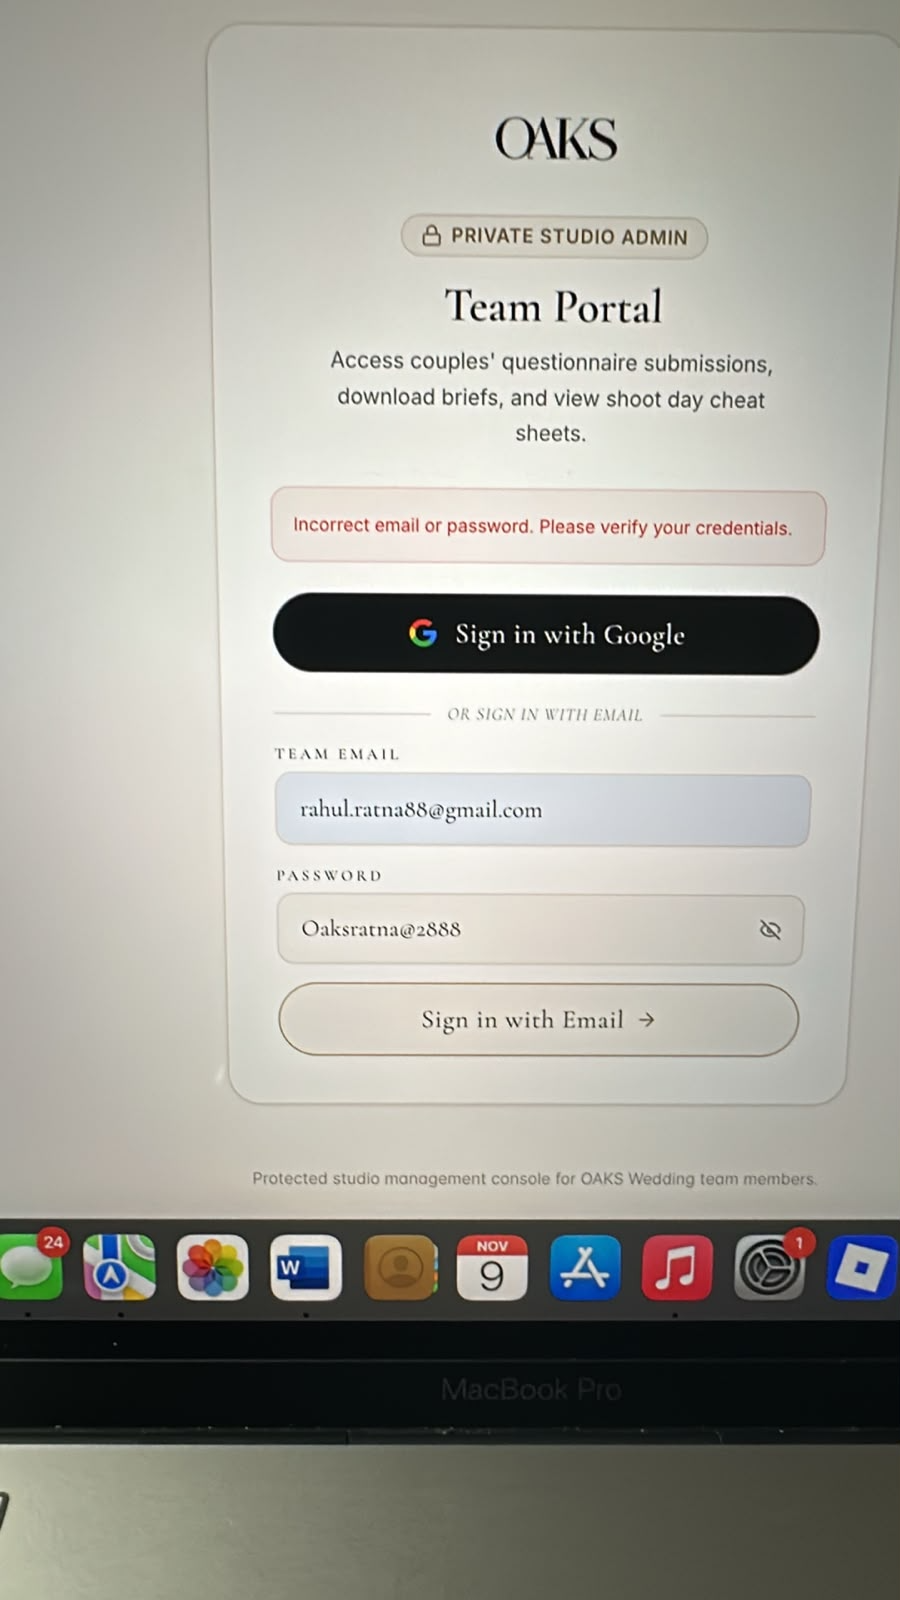 OAKS
PRIVATE STUDIO ADMIN
Team Portal
Access couples' questionnaire submissions,
download briefs, and view shoot day cheat
sheets.
Incorrect email or password. Please verify your credentials.
Sign in with Google
OR SIGN IN WITH EMAIL
TEAM EMAIL
rahul.ratna88@gmail.com
PASSWORD
Oaksratna@2888
Sign in with Email →
Protected studio management console for OAKS Wedding team members.
24
W
NOV
9
1
MacBook Pro